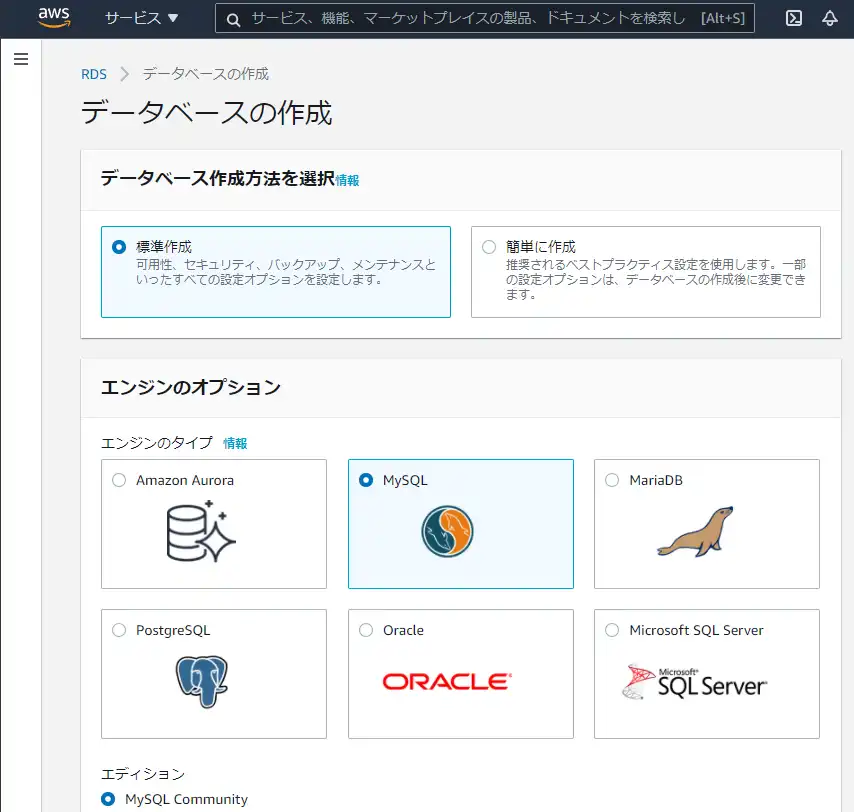 aws
サービス
サービス、機能、マーケットプレイスの製品、ドキュメントを検索し [Alt+S]
RDS
データベースの作成
データベースの作成
データベース作成方法を選択情報
標準作成
可用性、セキュリティ、バックアップ、メンテナンスと
いったすべての設定オプションを設定します。
簡単に作成
推奨されるベストプラクティス設定を使用します。一部
の設定オプションは、データベースの作成後に変更でき
ます。
エンジンのオプション
エンジンのタイプ 情報
Amazon Aurora
MySQL
MariaDB
PostgreSQL
Oracle
ORACLE
Microsoft SQL Server
Microsoft
SQL Server
エディション
MySQL Community